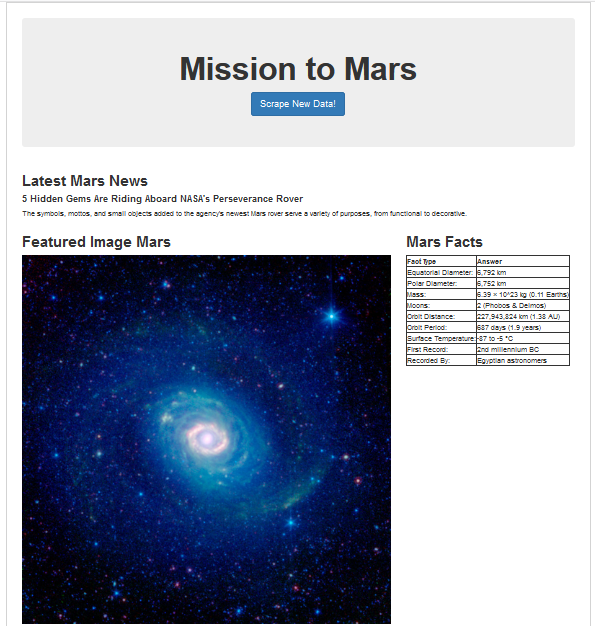 Mission to Mars
Scrape New Data!
Latest Mars News
5 Hidden Gems Are Riding Aboard NASA's Perseverance Rover
The symbols, mottos, and small objects added to the agency's newest Mars rover serve a variety of purposes, from functional to decorative.
Featured Image Mars
Mars Facts
Fact Type Answer
Equatorial Diameter: 6,792 km
Polar Diameter: 6,752 km
Mass: 6.39 × 10^23 kg (0.11 Earths)
Moons: 2 (Phobos & Deimos)
Orbit Distance: 227,943,824 km (1.38 AU)
Orbit Period: 687 days (1.9 years)
Surface Temperature: -87 to -5 °C
First Record: 2nd millennium BC
Recorded By: Egyptian astronomers